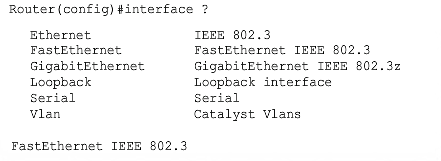 Router(config)#interface ?
Ethernet IEEE 802.3
FastEthernet FastEthernet IEEE 802.3
GigabitEthernet GigabitEthernet IEEE 802.3z
Loopback Loopback interface
Serial Serial
Vlan Catalyst Vlans
FastEthernet IEEE 802.3